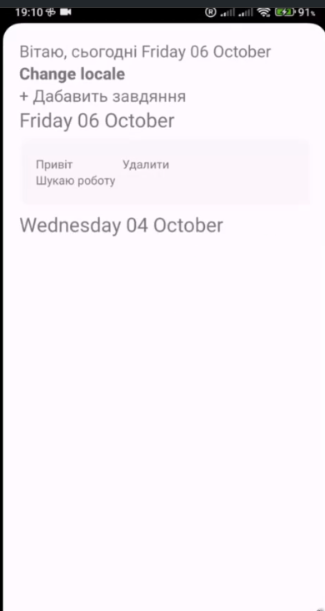 19:10 91%
Вітаю, сьогодні Friday 06 October
Change locale
+ Дабавить завдяння
Friday 06 October
Привіт Удалити
Шукаю роботу
Wednesday 04 October